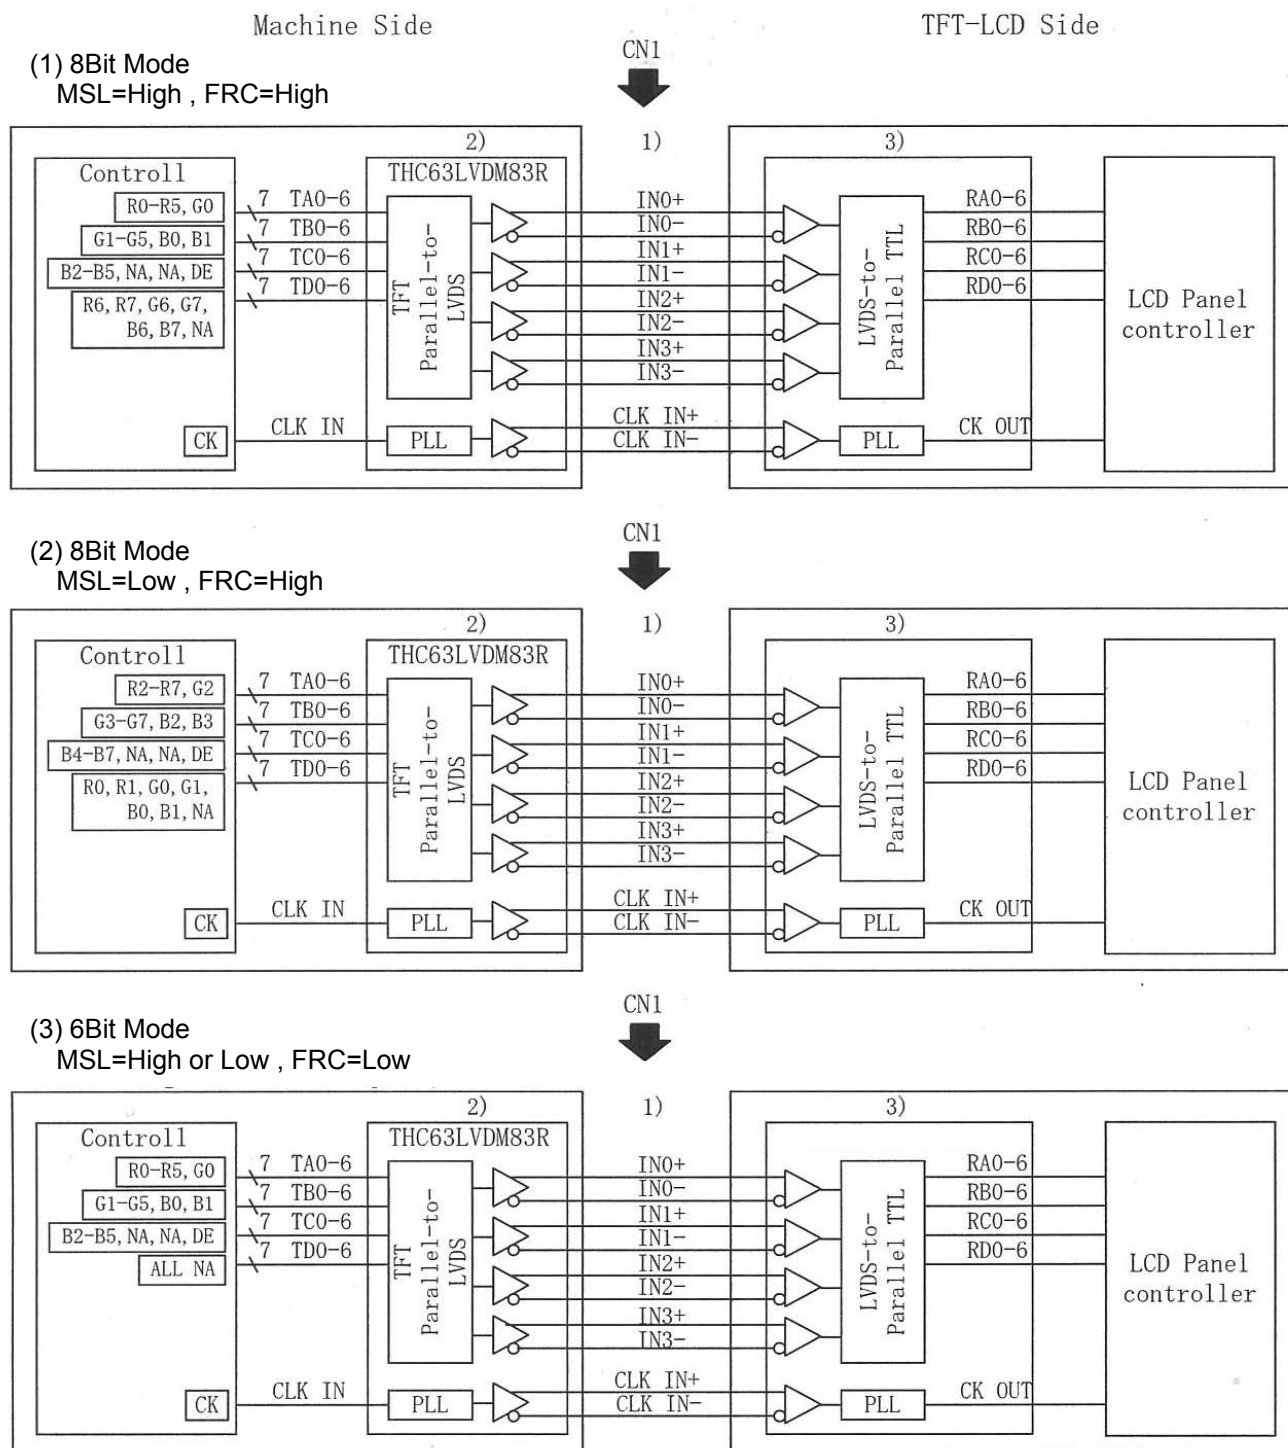 Machine Side
TFT-LCD Side
CN1
(1) 8Bit Mode
MSL=High , FRC=High
2)
1)
3)
Controll
THC63LVDM83R
R0-R5, G0
7 TA0-6
G1-G5, B0, B1
7 TB0-6
B2-B5, NA, NA, DE
7 TC0-6
R6, R7, G6, G7,
B6, B7, NA
7 TD0-6
TFT
Parallel-to-
LVDS
IN0+
IN0-
IN1+
IN1-
IN2+
IN2-
IN3+
IN3-
LVDS-to-
Parallel TTL
RA0-6
RB0-6
RC0-6
RD0-6
LCD Panel
controller
CK
CLK IN
PLL
CLK IN+
CLK IN-
PLL
CK OUT
CN1
(2) 8Bit Mode
MSL=Low , FRC=High
2)
1)
3)
Controll
THC63LVDM83R
R2-R7, G2
7 TA0-6
G3-G7, B2, B3
7 TB0-6
B4-B7, NA, NA, DE
7 TC0-6
R0, R1, G0, G1,
B0, B1, NA
7 TD0-6
TFT
Parallel-to-
LVDS
IN0+
IN0-
IN1+
IN1-
IN2+
IN2-
IN3+
IN3-
LVDS-to-
Parallel TTL
RA0-6
RB0-6
RC0-6
RD0-6
LCD Panel
controller
CK
CLK IN
PLL
CLK IN+
CLK IN-
PLL
CK OUT
CN1
(3) 6Bit Mode
MSL=High or Low , FRC=Low
2)
1)
3)
Controll
THC63LVDM83R
R0-R5, G0
7 TA0-6
G1-G5, B0, B1
7 TB0-6
B2-B5, NA, NA, DE
7 TC0-6
ALL NA
7 TD0-6
TFT
Parallel-to-
LVDS
IN0+
IN0-
IN1+
IN1-
IN2+
IN2-
IN3+
IN3-
LVDS-to-
Parallel TTL
RA0-6
RB0-6
RC0-6
RD0-6
LCD Panel
controller
CK
CLK IN
PLL
CLK IN+
CLK IN-
PLL
CK OUT